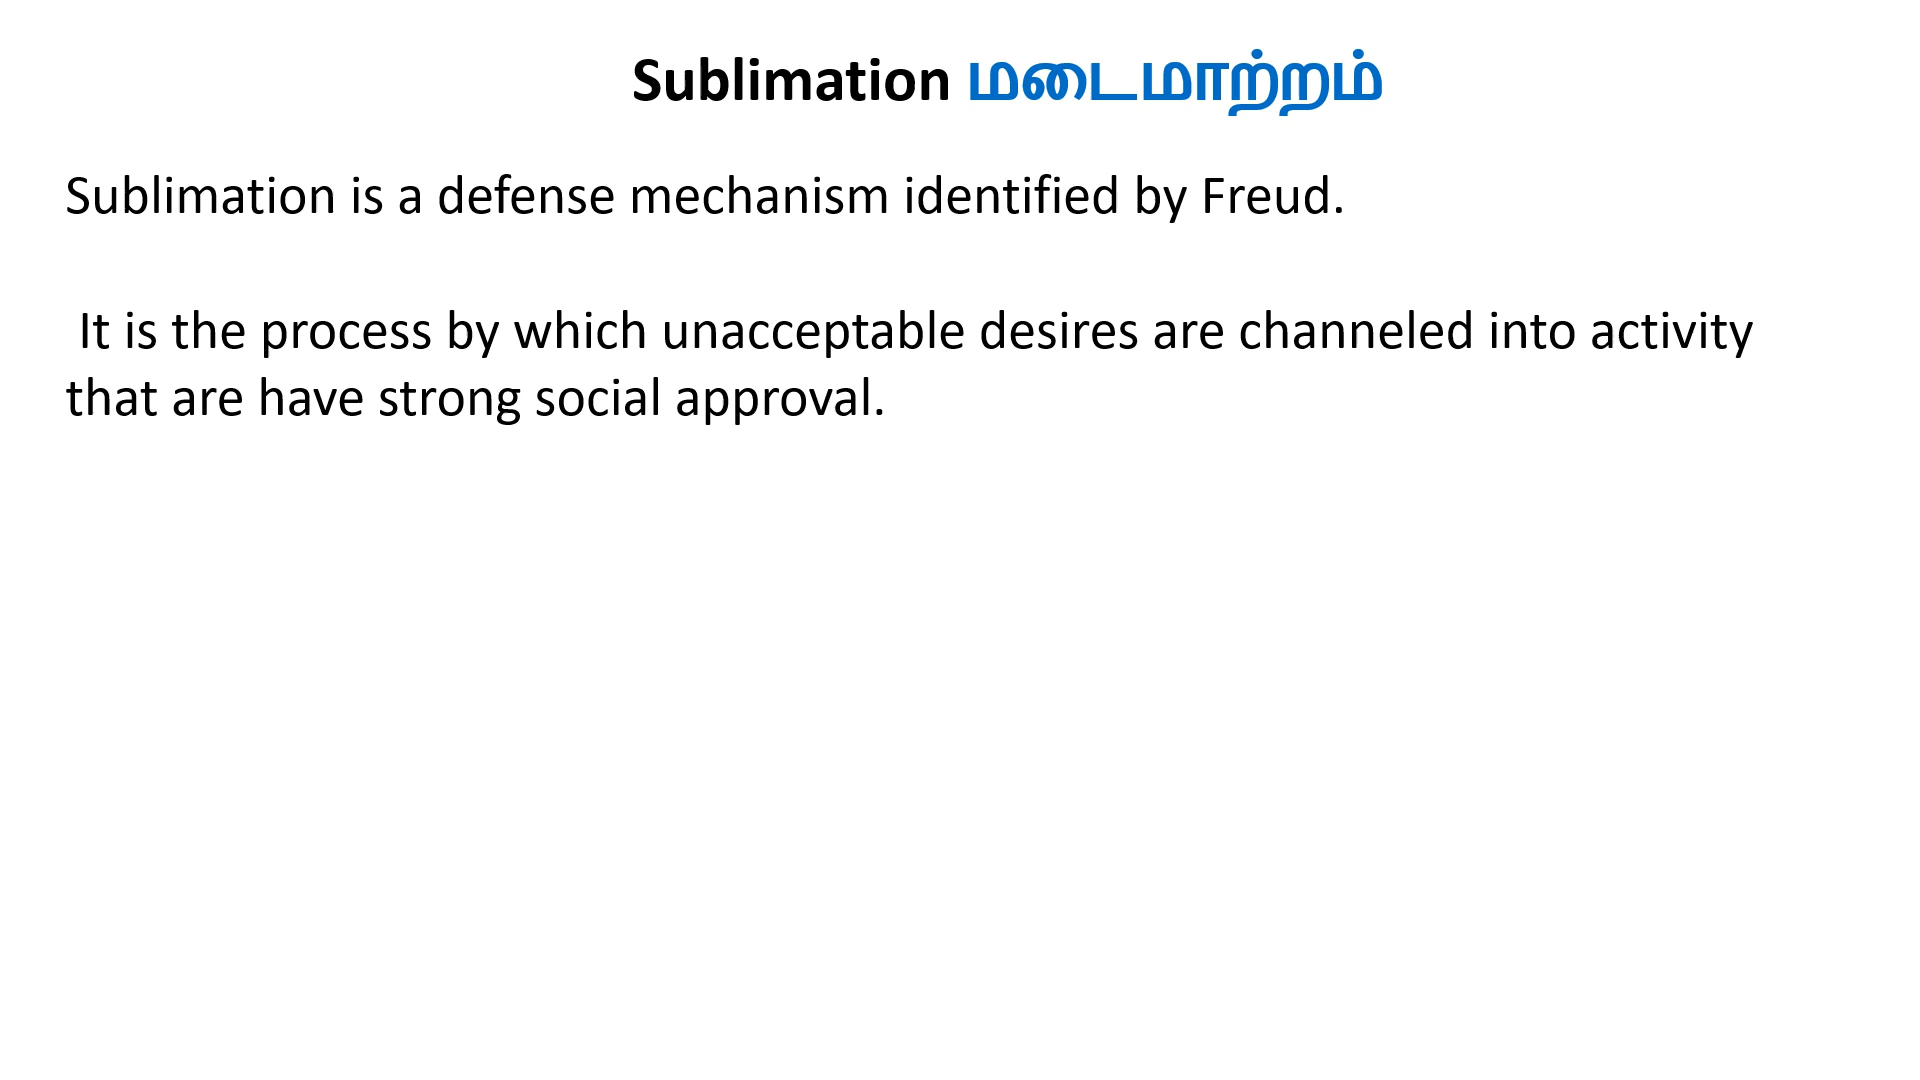 Sublimation மடைமாற்றம்
Sublimation is a defense mechanism identified by Freud.
It is the process by which unacceptable desires are channeled into activity
that are have strong social approval.